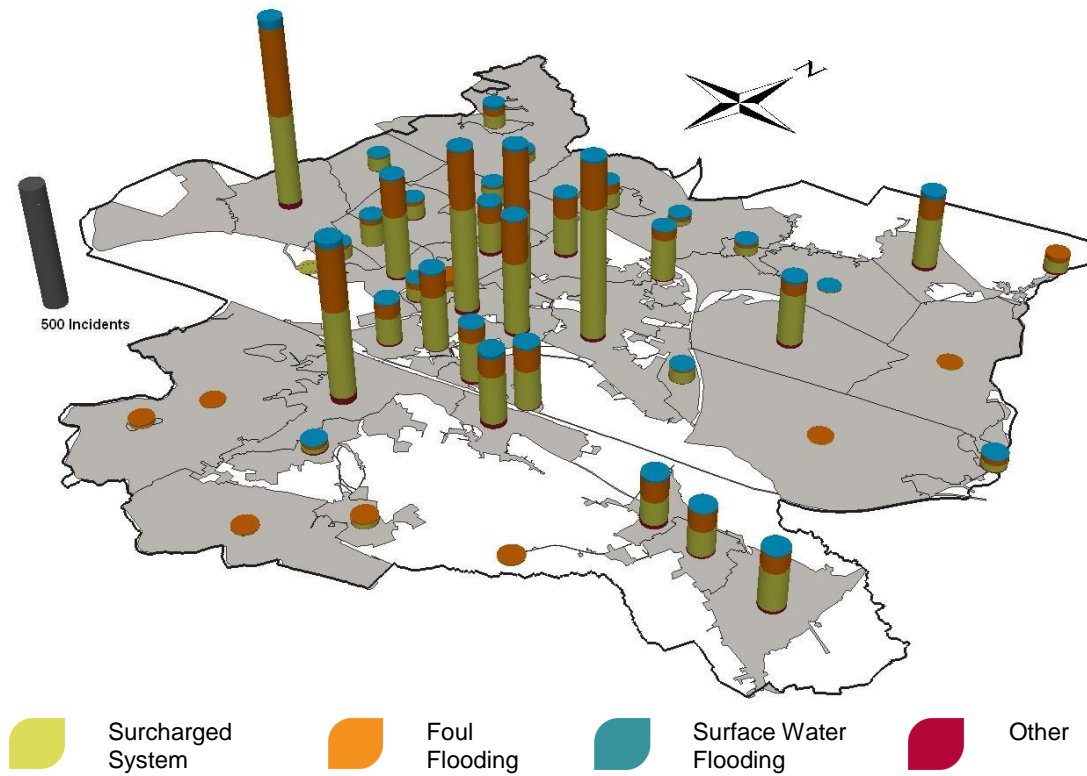 N
500 Incidents
Surcharged
System
Foul
Flooding
Surface Water
Flooding
Other